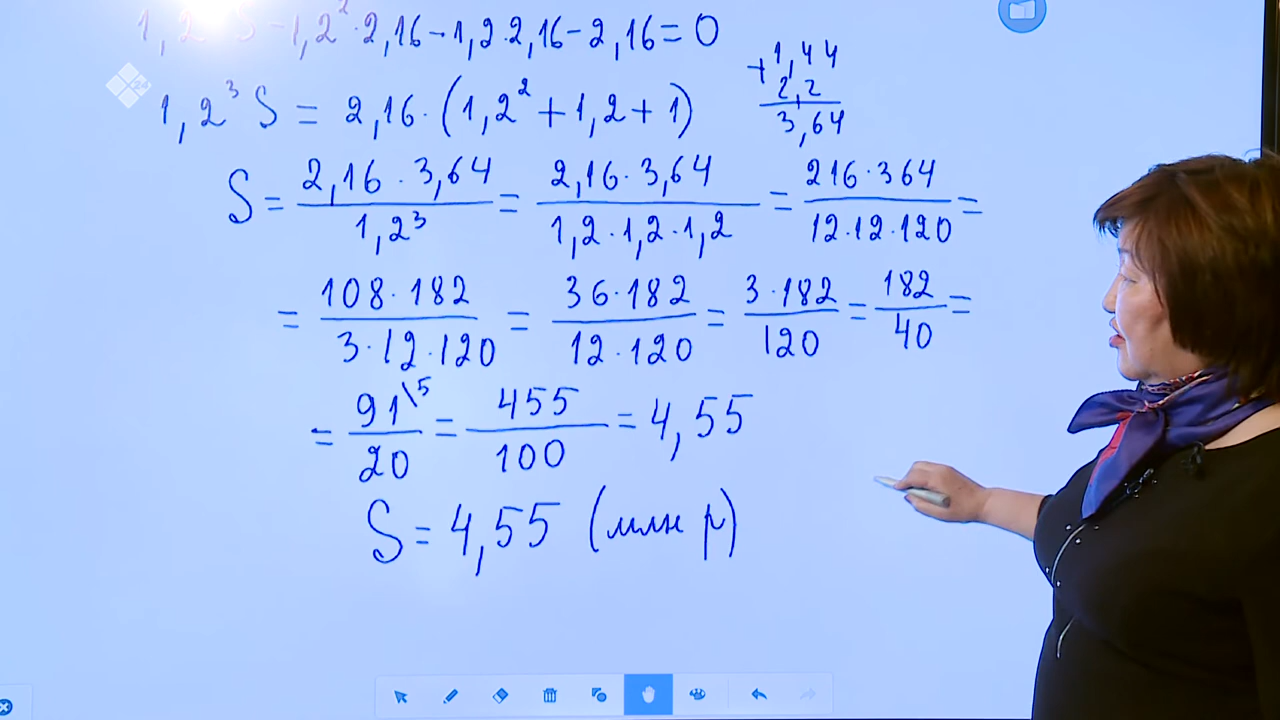 1,2³ S - 1,2² · 2,16 - 1,2 · 2,16 - 2,16 = 0
1,2³ S = 2,16 · (1,2² + 1,2 + 1)
+ 1,44
2,2
3,64
S = 2,16 · 3,64 / 1,2³ = 2,16 · 3,64 / 1,2 · 1,2 · 1,2 = 216 · 364 / 12 · 12 · 120 =
= 108 · 182 / 3 · 12 · 120 = 36 · 182 / 12 · 120 = 3 · 182 / 120 = 182 / 40 =
= 91\5 / 20 = 455 / 100 = 4,55
S = 4,55 (млн р)
24